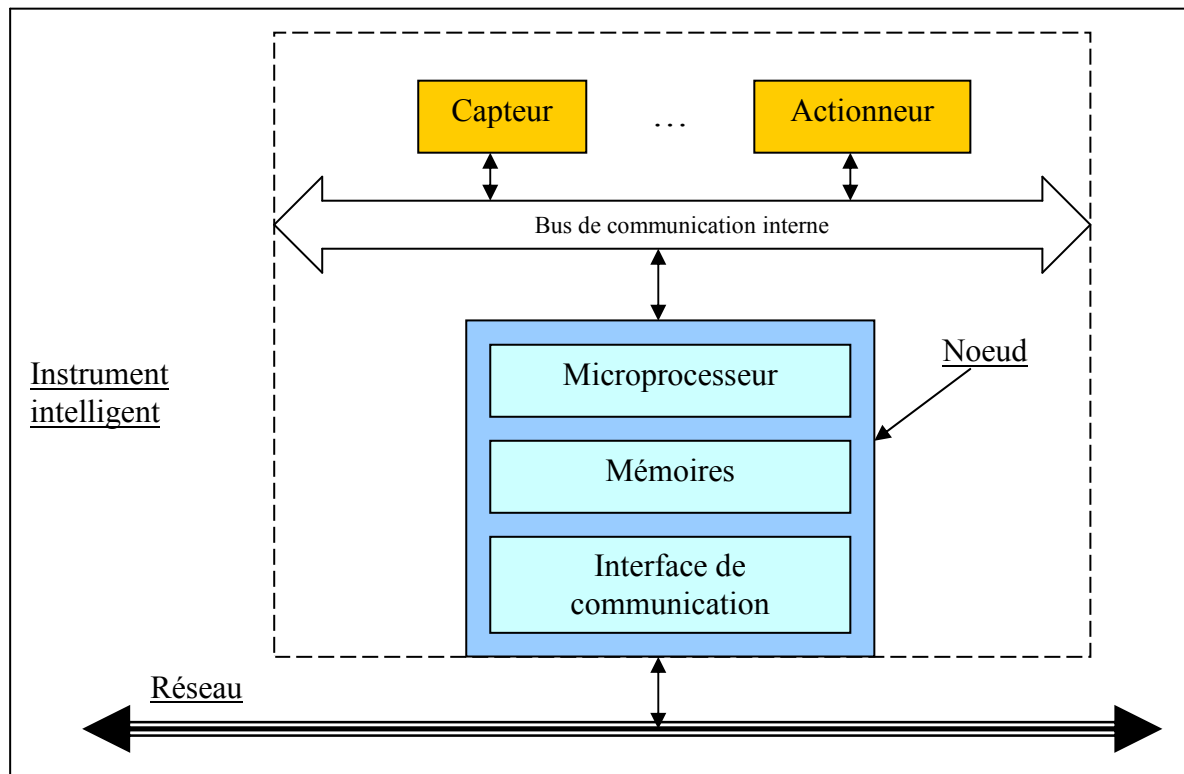 Capteur
…
Actionneur
Bus de communication interne
Noeud
Instrument
intelligent
Microprocesseur
Mémoires
Interface de
communication
Réseau